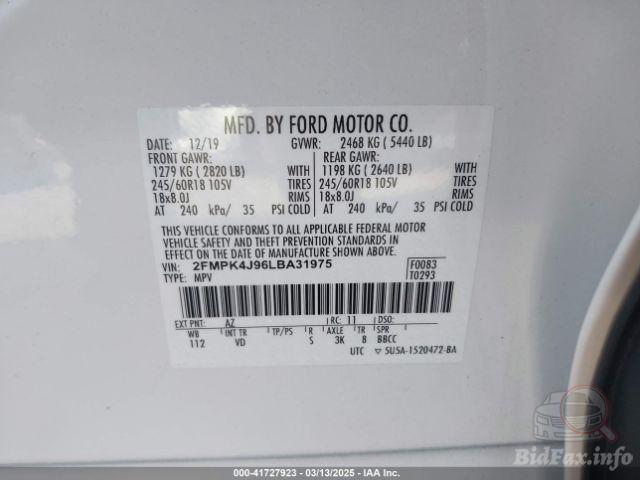 MFD. BY FORD MOTOR CO.
DATE: 12/19 GVWR: 2468 KG ( 5440 LB)
FRONT GAWR: REAR GAWR:
1279 KG ( 2820 LB) WITH 1198 KG ( 2640 LB) WITH
245/60R18 105V TIRES 245/60R18 105V TIRES
18x8.0J RIMS 18x8.0J RIMS
AT 240 kPa/ 35 PSI COLD AT 240 kPa/ 35 PSI COLD
THIS VEHICLE CONFORMS TO ALL APPLICABLE FEDERAL MOTOR
VEHICLE SAFETY AND THEFT PREVENTION STANDARDS IN
EFFECT ON THE DATE OF MANUFACTURE SHOWN ABOVE.
VIN: 2FMPK4J96LBA31975 F0083
TYPE: MPV T0293
EXT PNT: AZ RC: 11 DSO:
WB INT TR TP/PS R AXLE TR SPR
112 VD S 3K 8 BBCC
UTC ▽ 5U5A-1520472-BA
BidFax.info
© COPART - 41727923 - 03/13/2025 - IAA Inc.